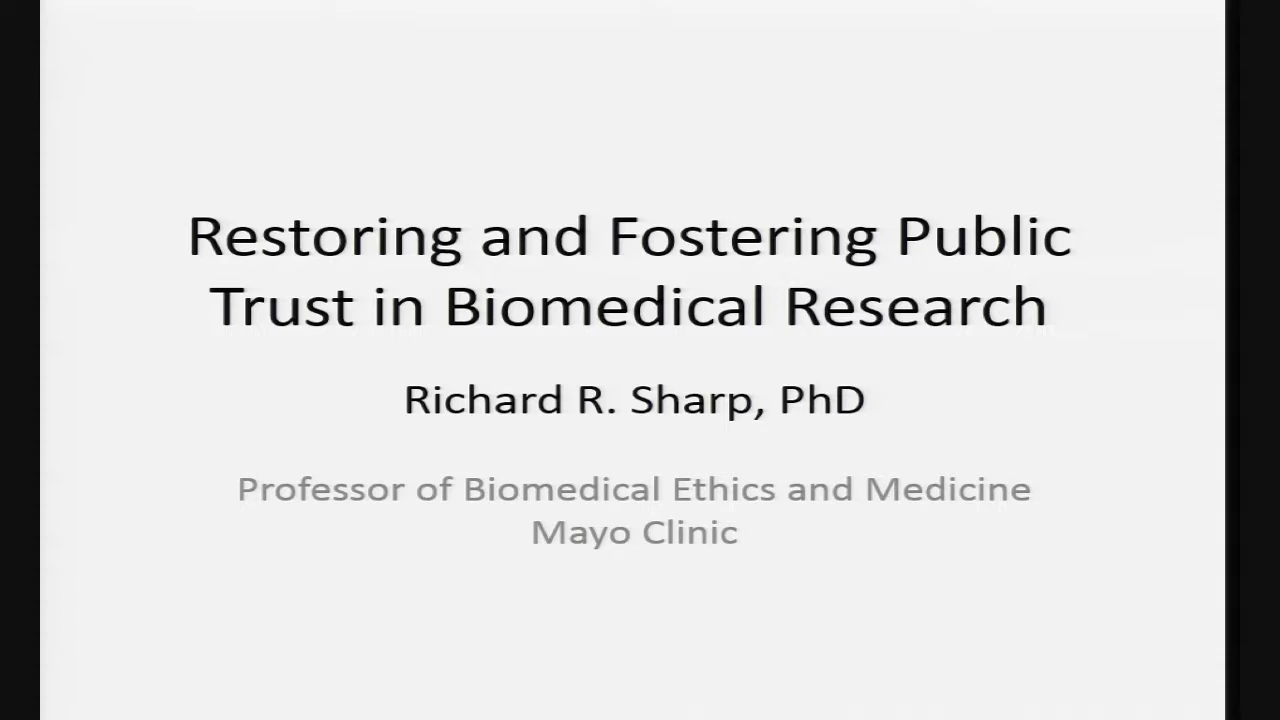 Restoring and Fostering Public
Trust in Biomedical Research
Richard R. Sharp, PhD
Professor of Biomedical Ethics and Medicine
Mayo Clinic